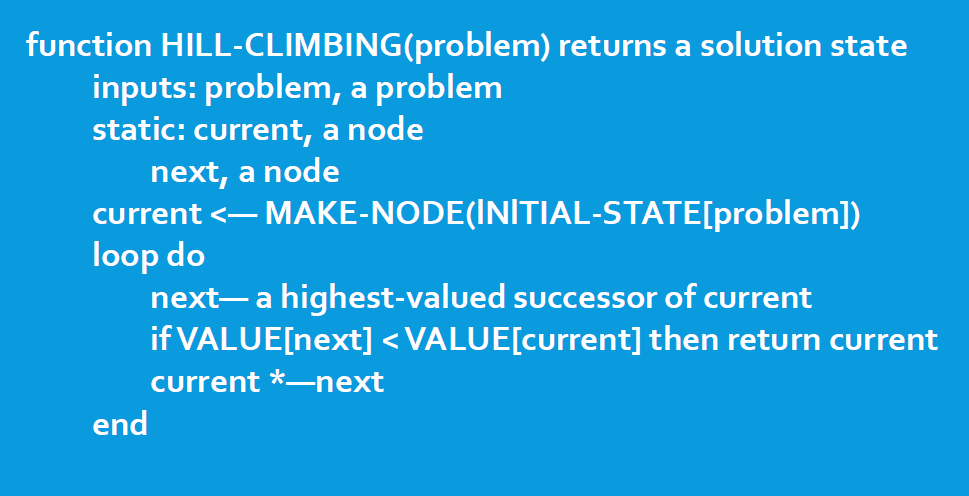 function HILL-CLIMBING(problem) returns a solution state
inputs: problem, a problem
static: current, a node
next, a node
current <— MAKE-NODE(lNlTIAL-STATE[problem])
loop do
next— a highest-valued successor of current
if VALUE[next] < VALUE[current] then return current
current *—next
end